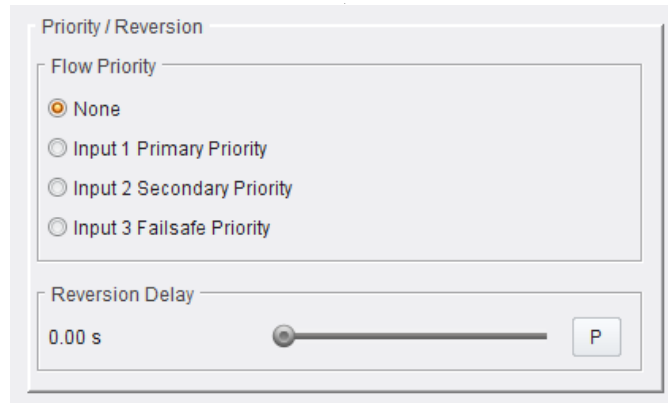 Priority / Reversion
Flow Priority
None
Input 1 Primary Priority
Input 2 Secondary Priority
Input 3 Failsafe Priority
Reversion Delay
0.00 s
P